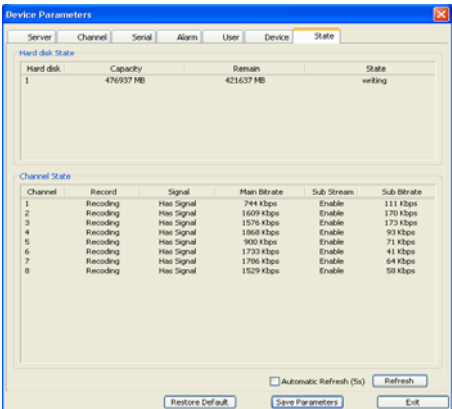 Device Parameters
Server Channel Serial Alarm User Device State
Hard disk State
Hard disk Capacity Remain State
1 476937 MB 421637 MB writing
Channel State
Channel Record Signal Main Bitrate Sub Stream Sub Bitrate
1 Recoding Has Signal 744 Kbps Enable 111 Kbps
2 Recoding Has Signal 1609 Kbps Enable 170 Kbps
3 Recoding Has Signal 1576 Kbps Enable 173 Kbps
4 Recoding Has Signal 1868 Kbps Enable 93 Kbps
5 Recoding Has Signal 900 Kbps Enable 71 Kbps
6 Recoding Has Signal 1733 Kbps Enable 41 Kbps
7 Recoding Has Signal 1786 Kbps Enable 64 Kbps
8 Recoding Has Signal 1529 Kbps Enable 58 Kbps
Automatic Refresh (5s) Refresh
Restore Default Save Parameters Exit